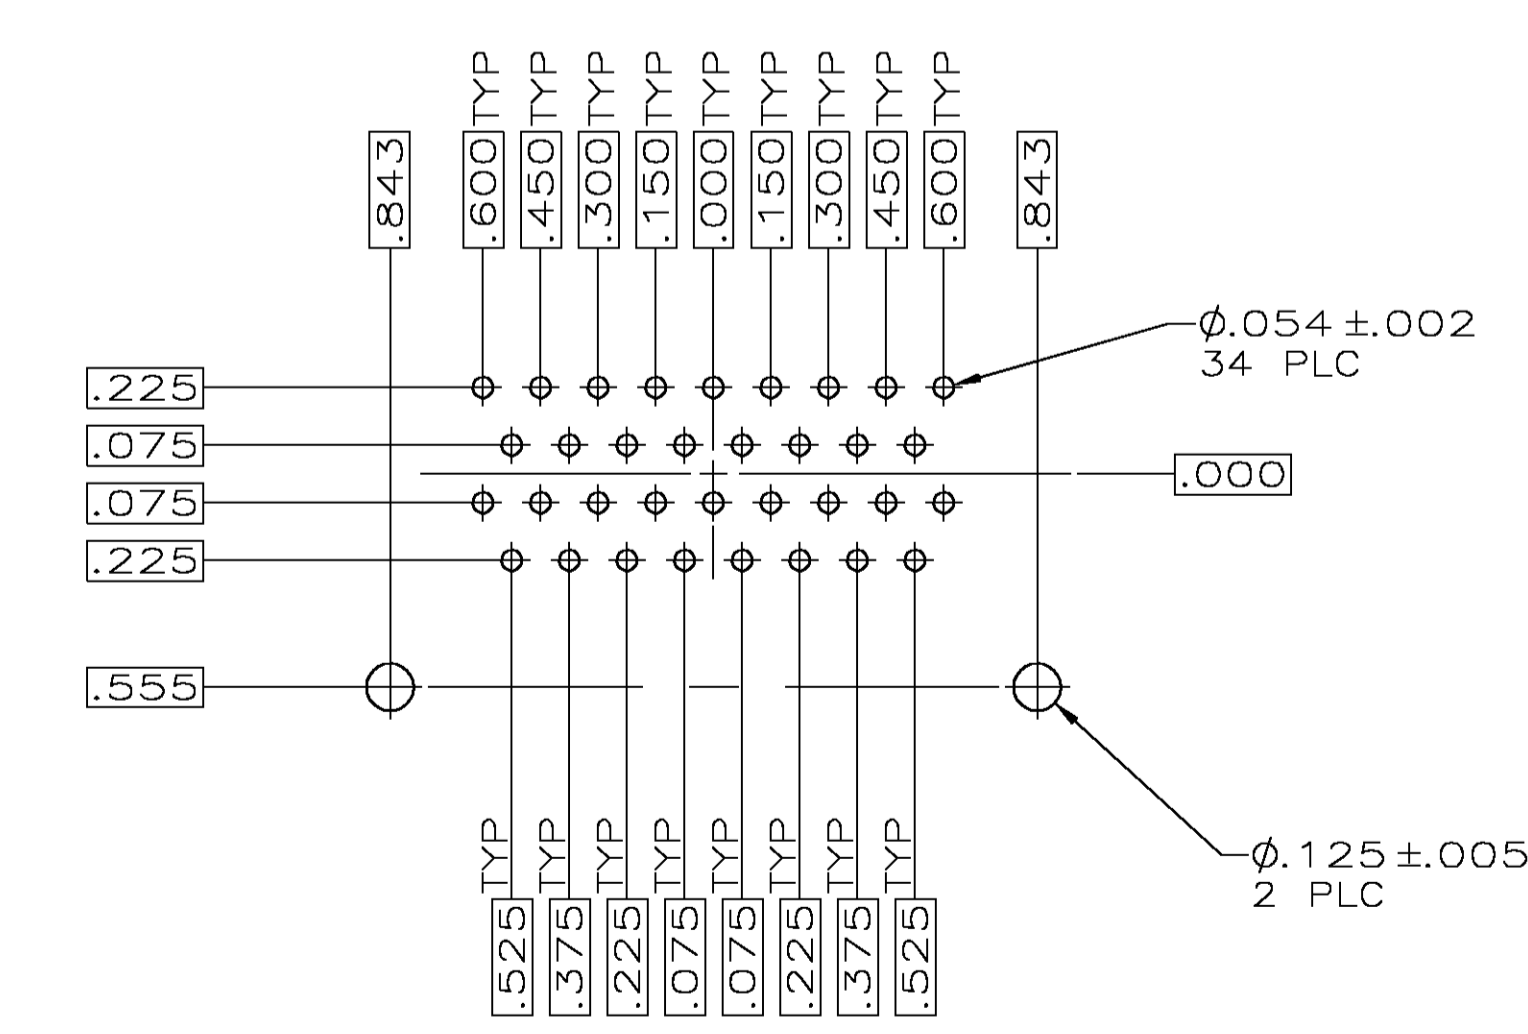 TYP TYP TYP TYP TYP TYP TYP TYP TYP
.843 .600 .450 .300 .150 .000 .150 .300 .450 .600 .843
Ø.054 ±.002
34 PLC
.225
.075
.000
.075
.225
.555
Ø.125 ±.005
2 PLC
TYP TYP TYP TYP TYP TYP TYP TYP
.525 .375 .225 .075 .075 .225 .375 .525